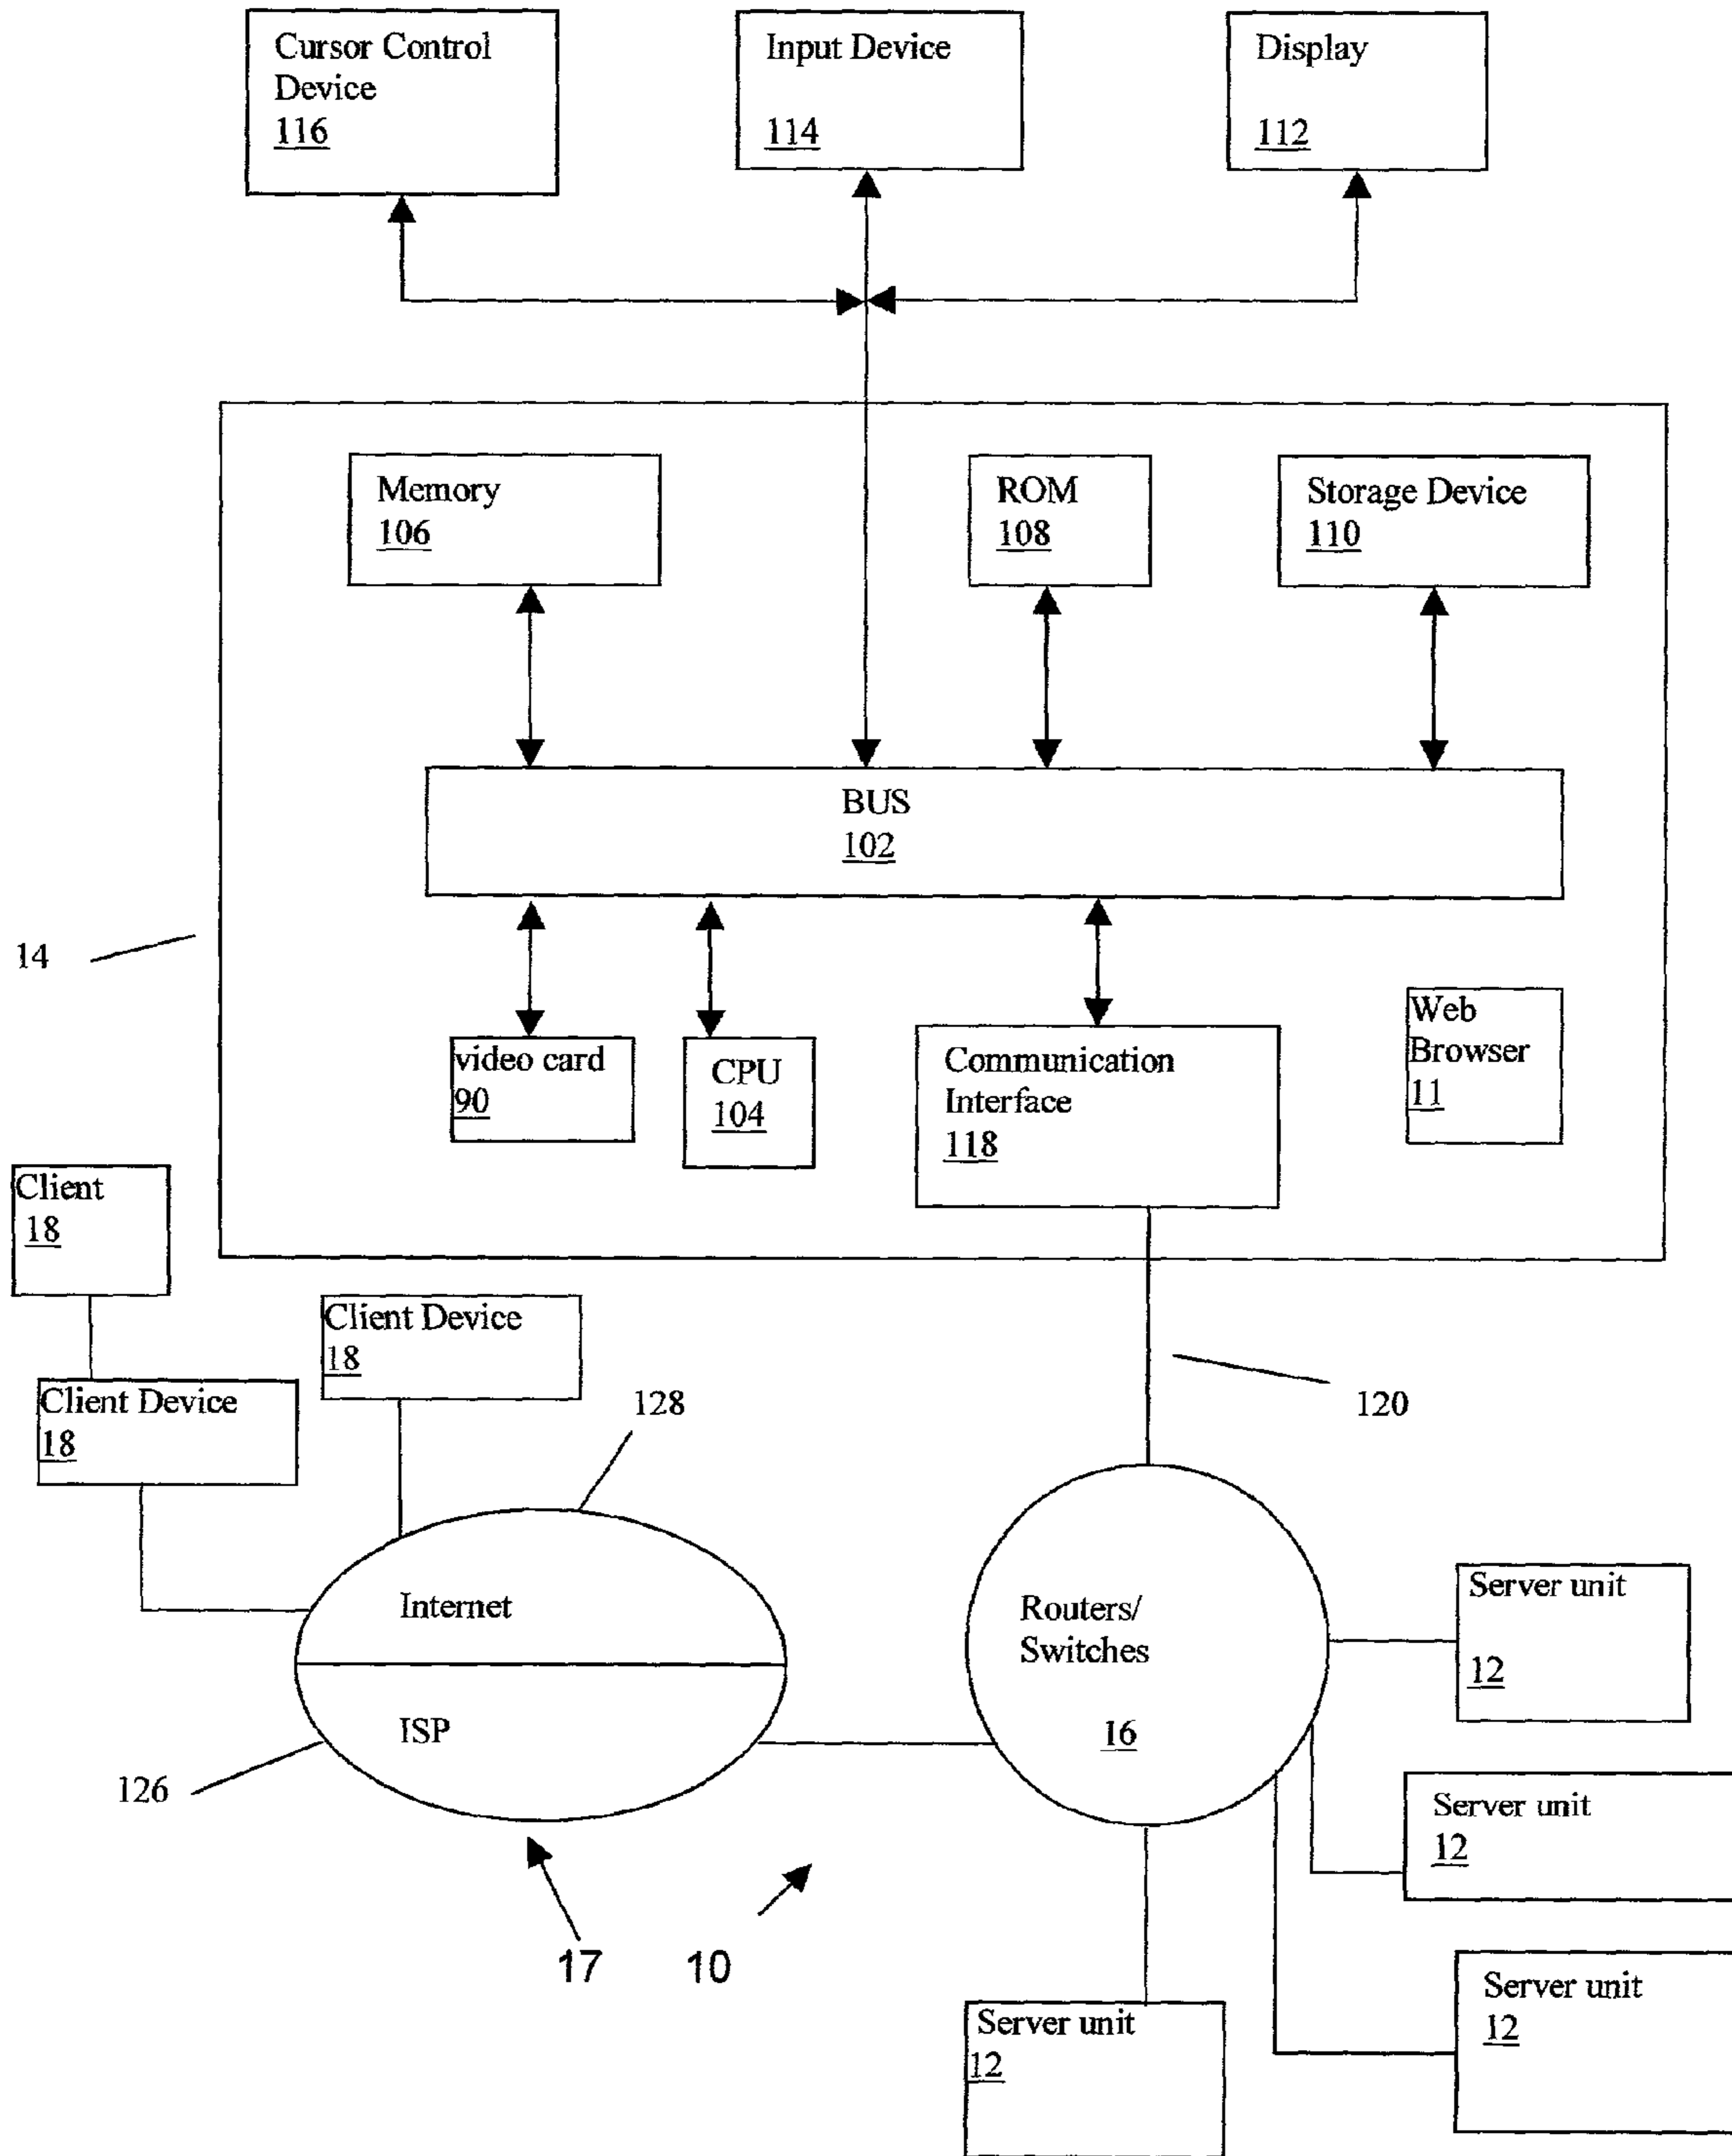 Cursor Control
Device
116
Input Device
114
Display
112
Memory
106
ROM
108
Storage Device
110
BUS
102
14
video card
90
CPU
104
Communication
Interface
118
Web
Browser
11
Client
18
Client Device
18
Client Device
18
128
120
Internet
ISP
126
Routers/
Switches
16
Server unit
12
Server unit
12
Server unit
12
Server unit
12
17
10